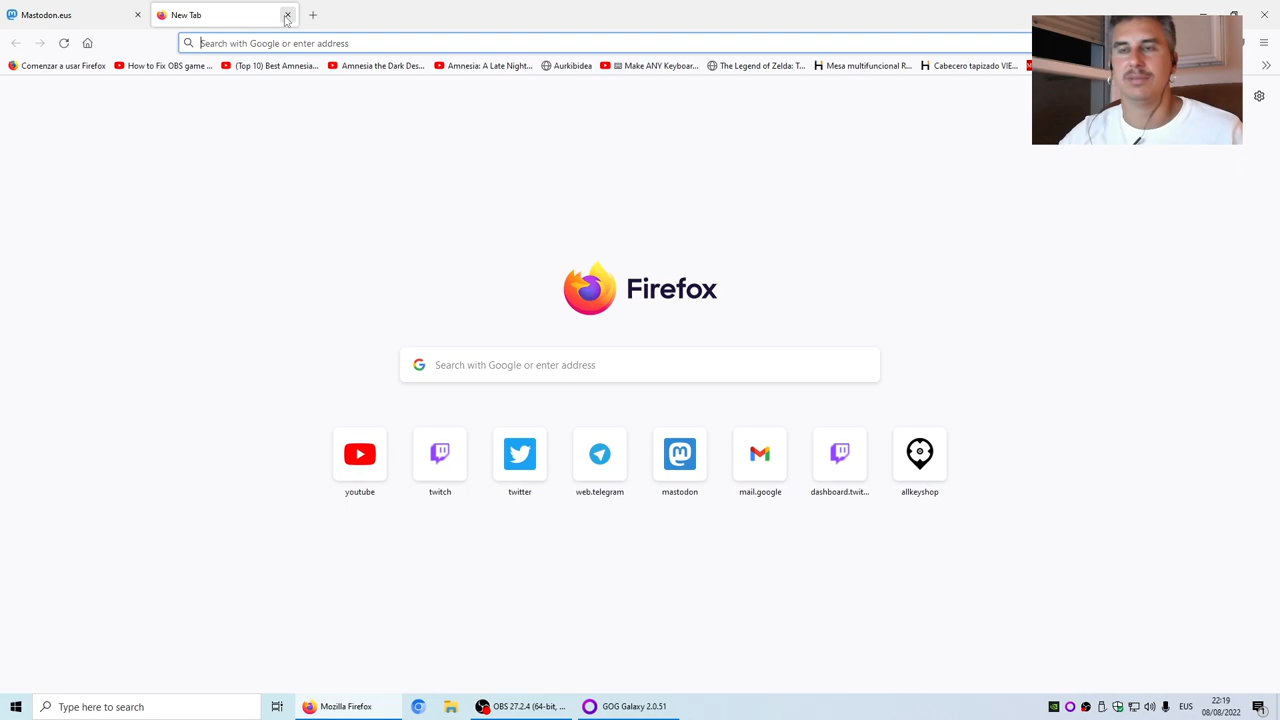 Mastodon.eus
New Tab
Search with Google or enter address
Comenzar a usar Firefox
How to Fix OBS game ...
(Top 10) Best Amnesia...
Amnesia the Dark Des...
Amnesia: A Late Night...
Aurkibidea
Make ANY Keyboar...
The Legend of Zelda: T...
Mesa multifuncional R...
Cabecero tapizado VIE...
Firefox
Search with Google or enter address
youtube
twitch
twitter
web.telegram
mastodon
mail.google
dashboard.twit...
allkeyshop
Type here to search
Mozilla Firefox
OBS 27.2.4 (64-bit, ...
GOG Galaxy 2.0.51
EUS
22:19
08/08/2022